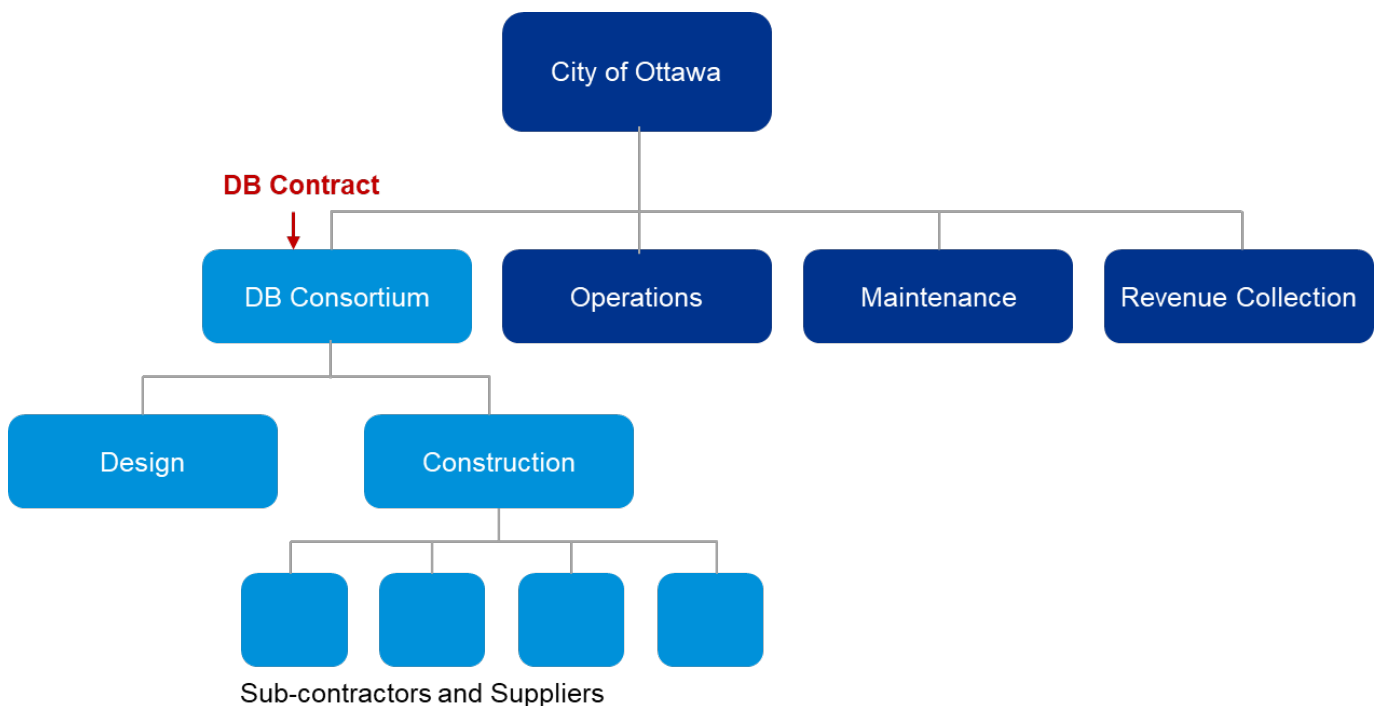 City of Ottawa
DB Contract
DB Consortium
Operations
Maintenance
Revenue Collection
Design
Construction
Sub-contractors and Suppliers